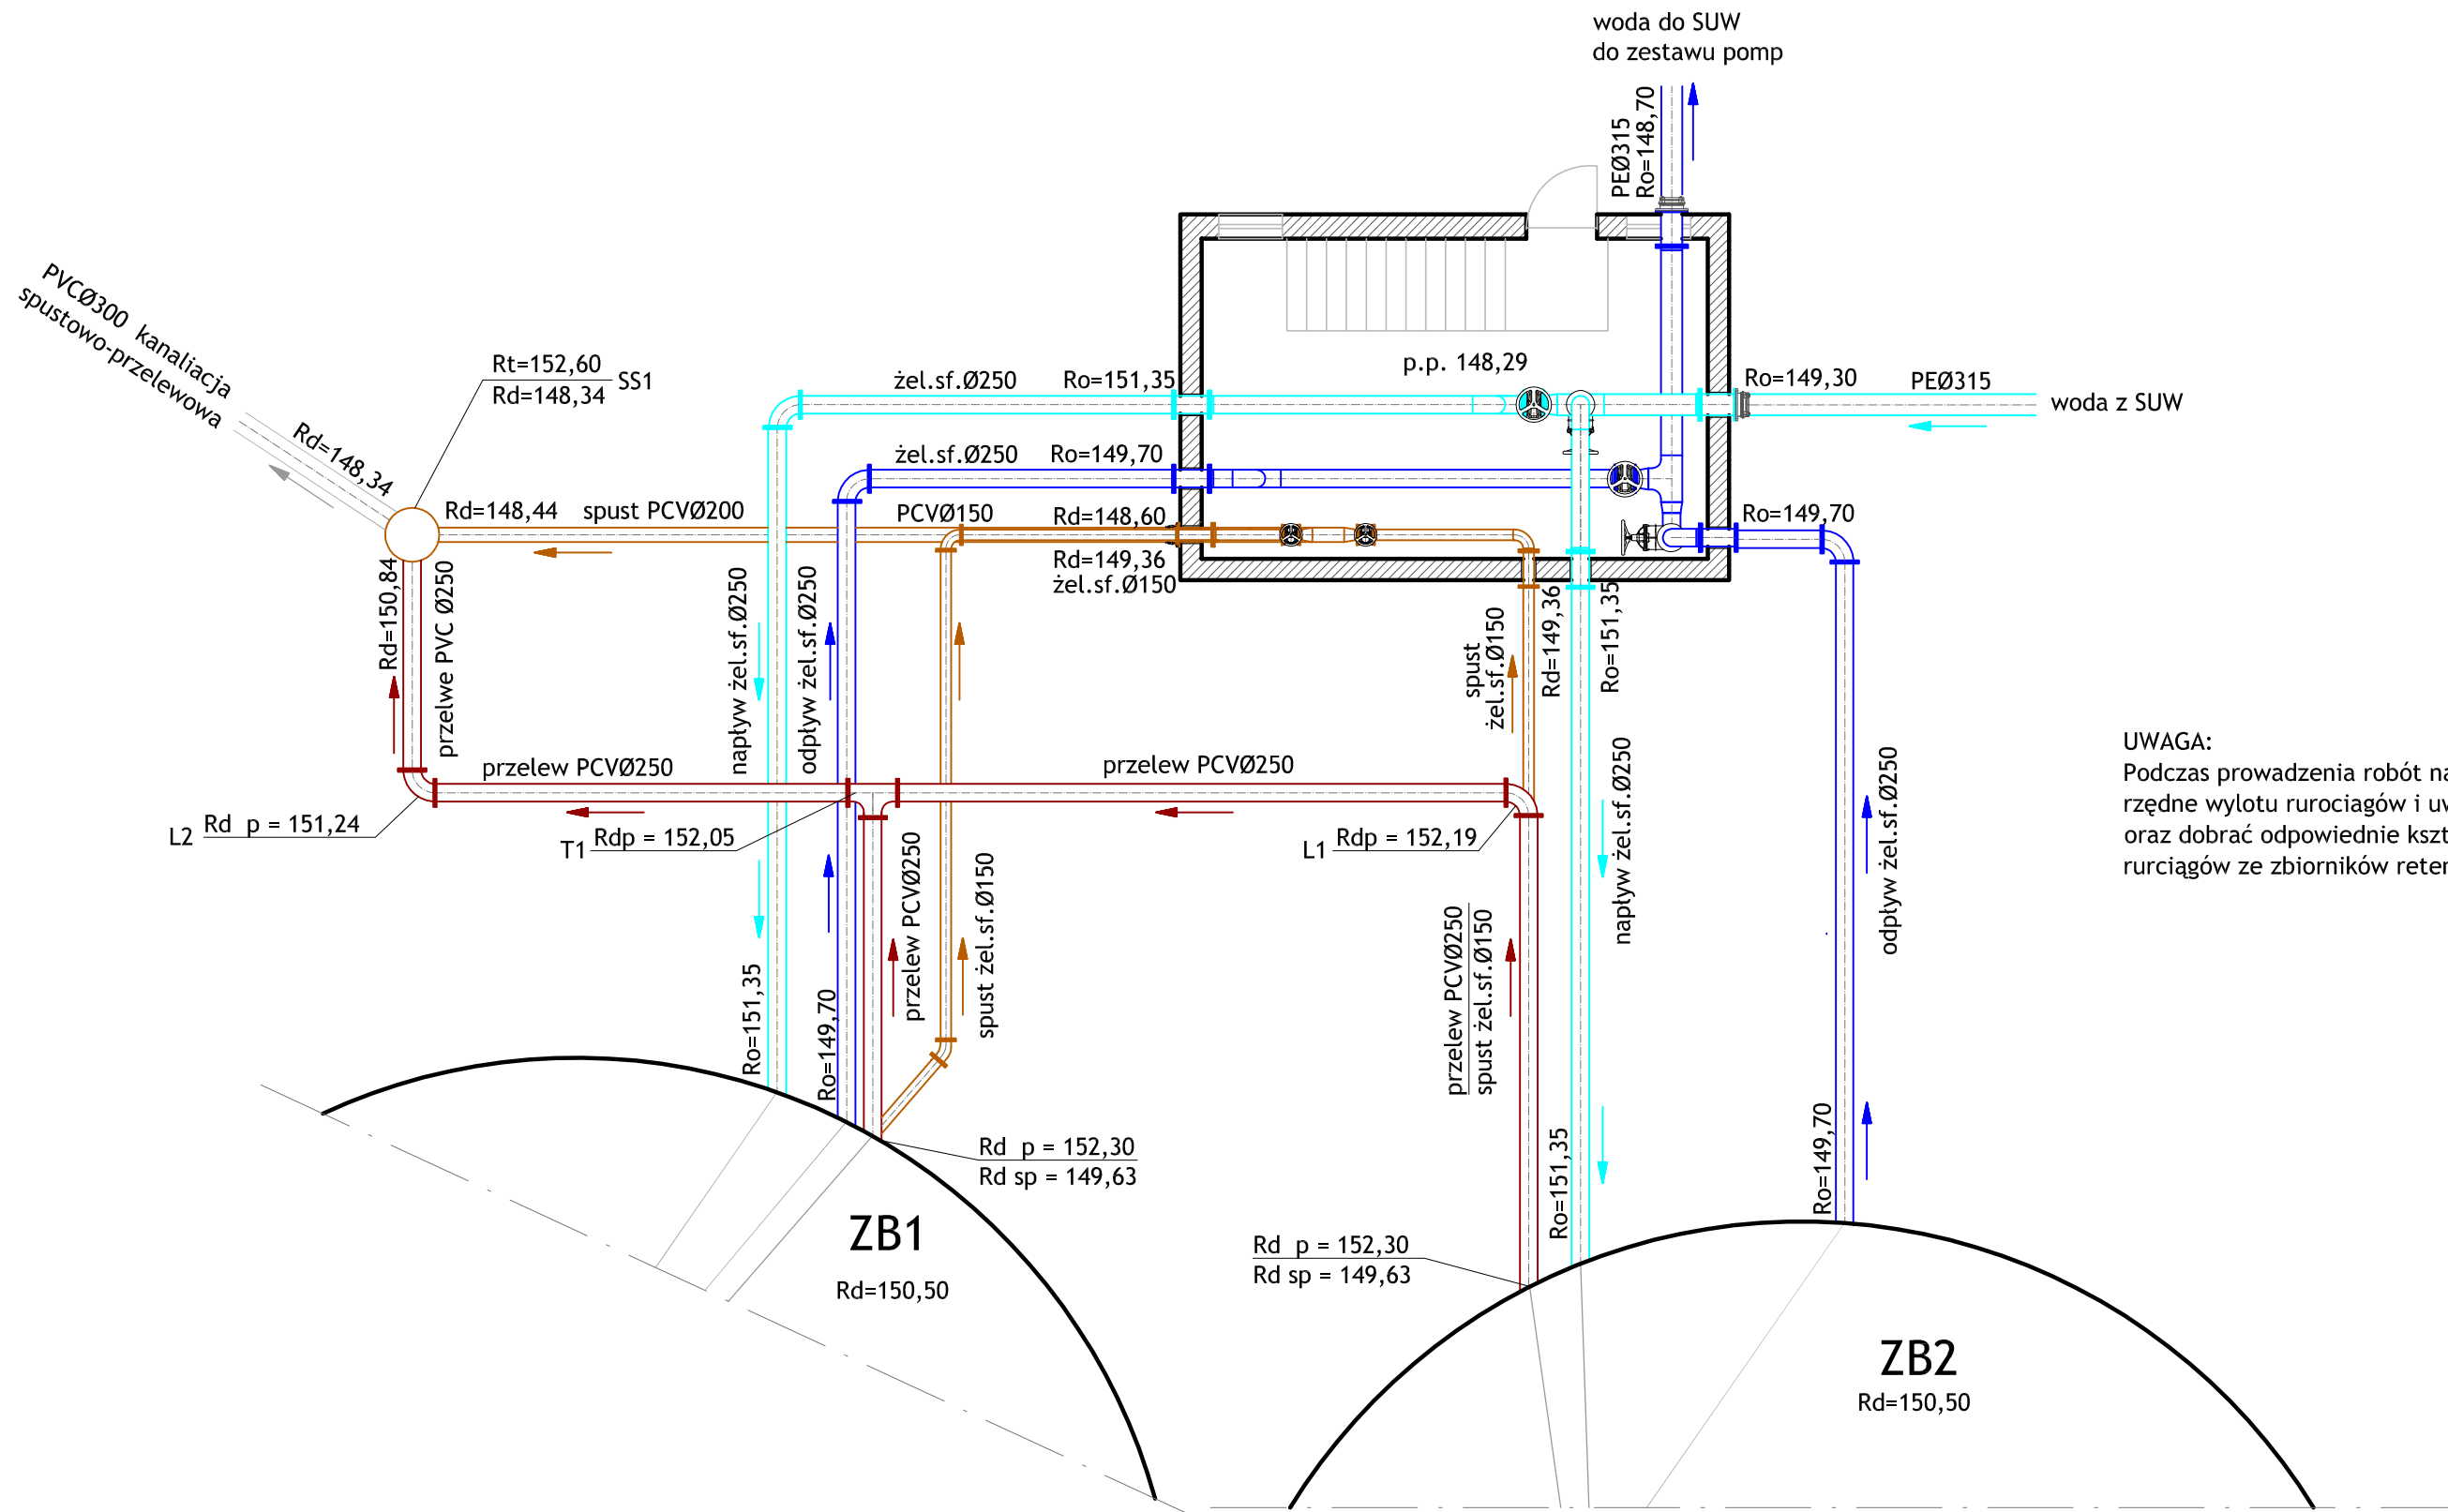 woda do SUW
do zestawu pomp
PEØ315
Ro=148,70
PVCØ300 kanaliacja
spustowo-przelewowa
Rd=148,34
Rt=152,60
Rd=148,34
SS1
żel.sf.Ø250
Ro=151,35
p.p. 148,29
Ro=149,30
PEØ315
woda z SUW
żel.sf.Ø250
Ro=149,70
Rd=148,44
spust PCVØ200
PCVØ150
Rd=148,60
Rd=149,36
żel.sf.Ø150
Ro=149,70
Rd=150,84
przelwe PVC Ø250
napływ żel.sf.Ø250
odpływ żel.sf.Ø250
spust
żel.sf.Ø150
Rd=149,36
Ro=151,35
przelew PCVØ250
przelew PCVØ250
L2
Rd p = 151,24
T1
Rdp = 152,05
L1
Rdp = 152,19
napływ żel.sf.Ø250
odpływ żel.sf.Ø250
UWAGA:
Podczas prowadzenia robót
rzędne wylotu rurociagów i
oraz dobrać odpowiednie
rurciągów ze zbiorników
przelew PCVØ250
spust żel.sf.Ø150
przelew PCVØ250
spust żel.sf.Ø150
Ro=151,35
Ro=149,70
Ro=151,35
Ro=149,70
Rd p = 152,30
Rd sp = 149,63
ZB1
Rd=150,50
Rd p = 152,30
Rd sp = 149,63
ZB2
Rd=150,50